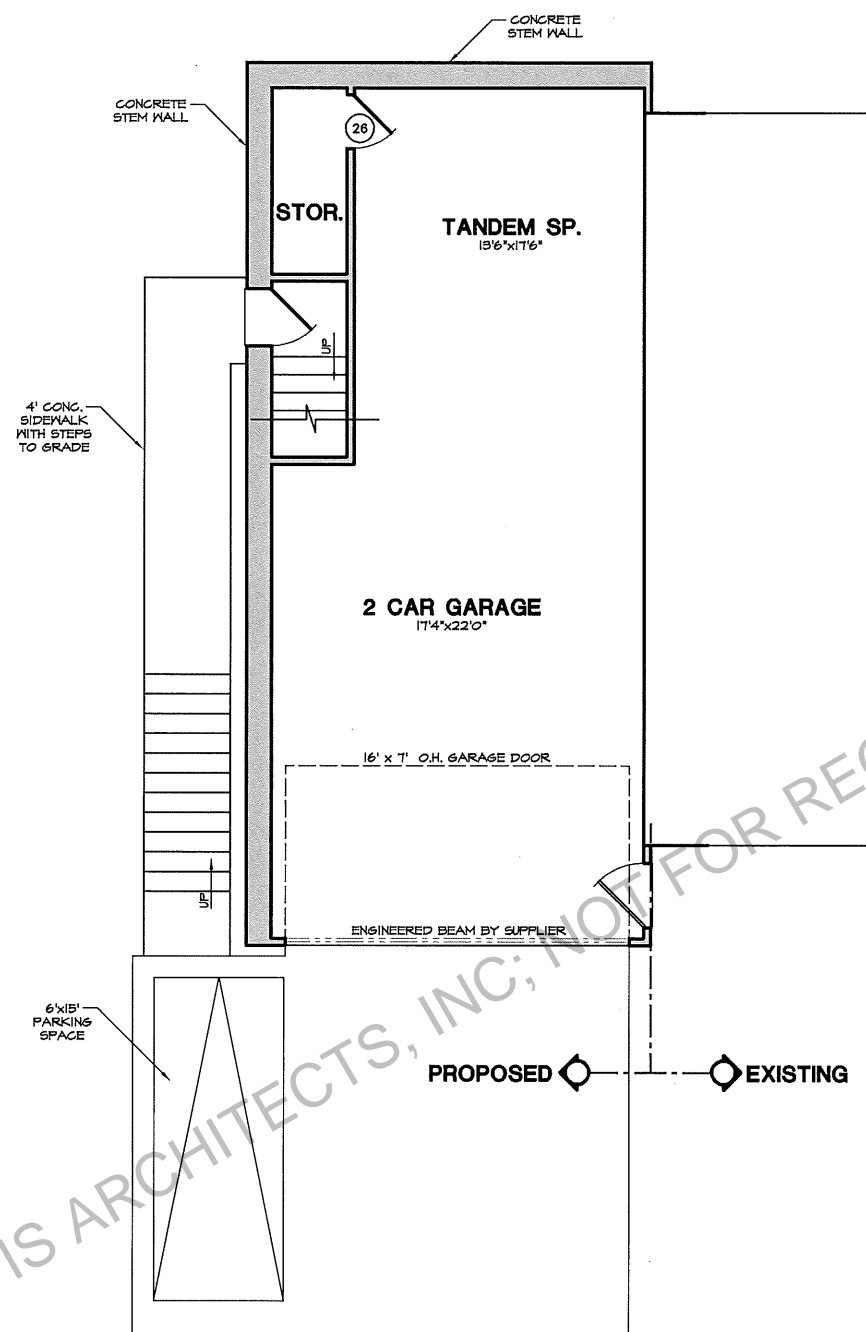 CONCRETE
STEM WALL
CONCRETE
STEM WALL
26
STOR.
TANDEM SP.
13'6"x17'6"
UP
4' CONC.
SIDEWALK
WITH STEPS
TO GRADE
2 CAR GARAGE
17'4"x22'0"
16' x 7' O.H. GARAGE DOOR
UP
ENGINEERED BEAM BY SUPPLIER
6'x15'
PARKING
SPACE
PROPOSED
EXISTING
IS ARCHITECTS, INC; NOT FOR REC